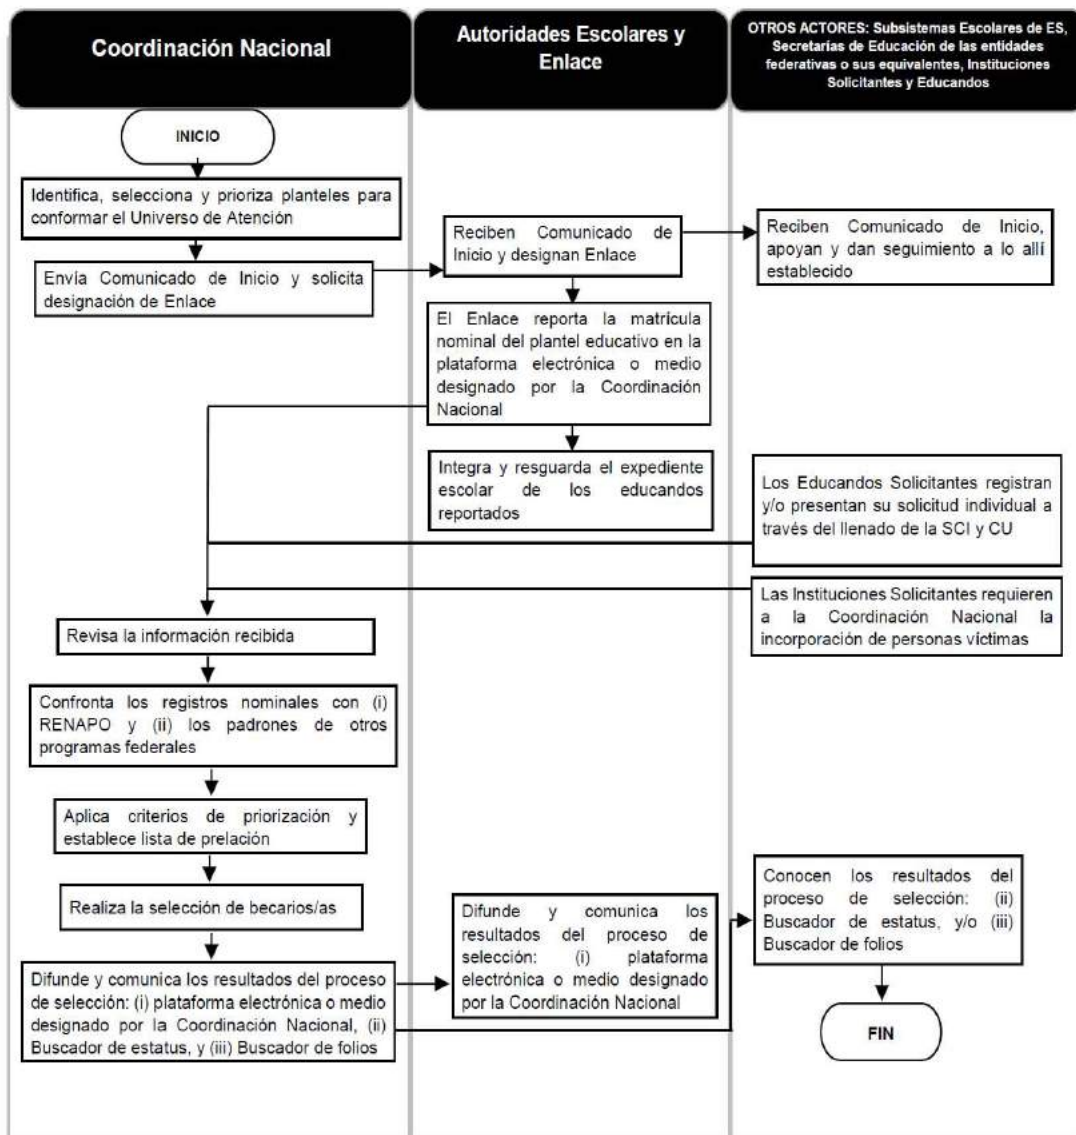 Coordinación Nacional
Autoridades Escolares y
Enlace
OTROS ACTORES: Subsistemas Escolares de ES,
Secretarías de Educación de las entidades
federativas o sus equivalentes, Instituciones
Solicitantes y Educandos
INICIO
Identifica, selecciona y prioriza planteles para
conformar el Universo de Atención
Envía Comunicado de Inicio y solicita
designación de Enlace
Reciben Comunicado de
Inicio y designan Enlace
Reciben Comunicado de Inicio,
apoyan y dan seguimiento a lo allí
establecido
El Enlace reporta la matrícula
nominal del plantel educativo en la
plataforma electrónica o medio
designado por la Coordinación
Nacional
Integra y resguarda el expediente
escolar de los educandos
reportados
Los Educandos Solicitantes registran
y/o presentan su solicitud individual a
través del llenado de la SCI y CU
Las Instituciones Solicitantes requieren
a la Coordinación Nacional la
incorporación de personas víctimas
Revisa la información recibida
Confronta los registros nominales con (i)
RENAPO y (ii) los padrones de otros
programas federales
Aplica criterios de priorización y
establece lista de prelación
Realiza la selección de becarios/as
Difunde y comunica los resultados del proceso
de selección: (i) plataforma electrónica o medio
designado por la Coordinación Nacional, (ii)
Buscador de estatus, y (iii) Buscador de folios
Difunde y comunica los
resultados del proceso de
selección: (i) plataforma
electrónica o medio designado
por la Coordinación Nacional
Conocen los resultados del
proceso de selección: (ii)
Buscador de estatus, y/o (iii)
Buscador de folios
FIN